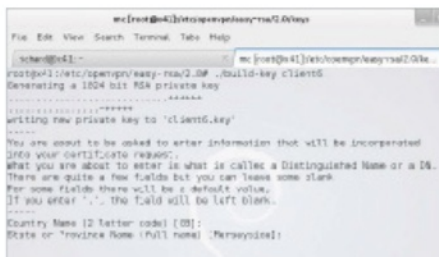 mc [root@x41]:/etc/openvpn/easy-rsa/2.0/keys
File Edit View Search Terminal Tabs Help
schard@x41: ~ mc [root@x41]:/etc/openvpn/easy-rsa/2.0/ke...
root@x41:/etc/openvpn/easy-rsa/2.0# ./build-key client6
Generating a 1024 bit RSA private key
............................++++++
....................++++++
writing new private key to 'client6.key'
-----
You are about to be asked to enter information that will be incorporated
into your certificate request.
What you are about to enter is what is called a Distinguished Name or a DN.
There are quite a few fields but you can leave some blank
For some fields there will be a default value,
If you enter '.', the field will be left blank.
-----
Country Name (2 letter code) [GB]:
State or Province Name (full name) [Merseyside]: